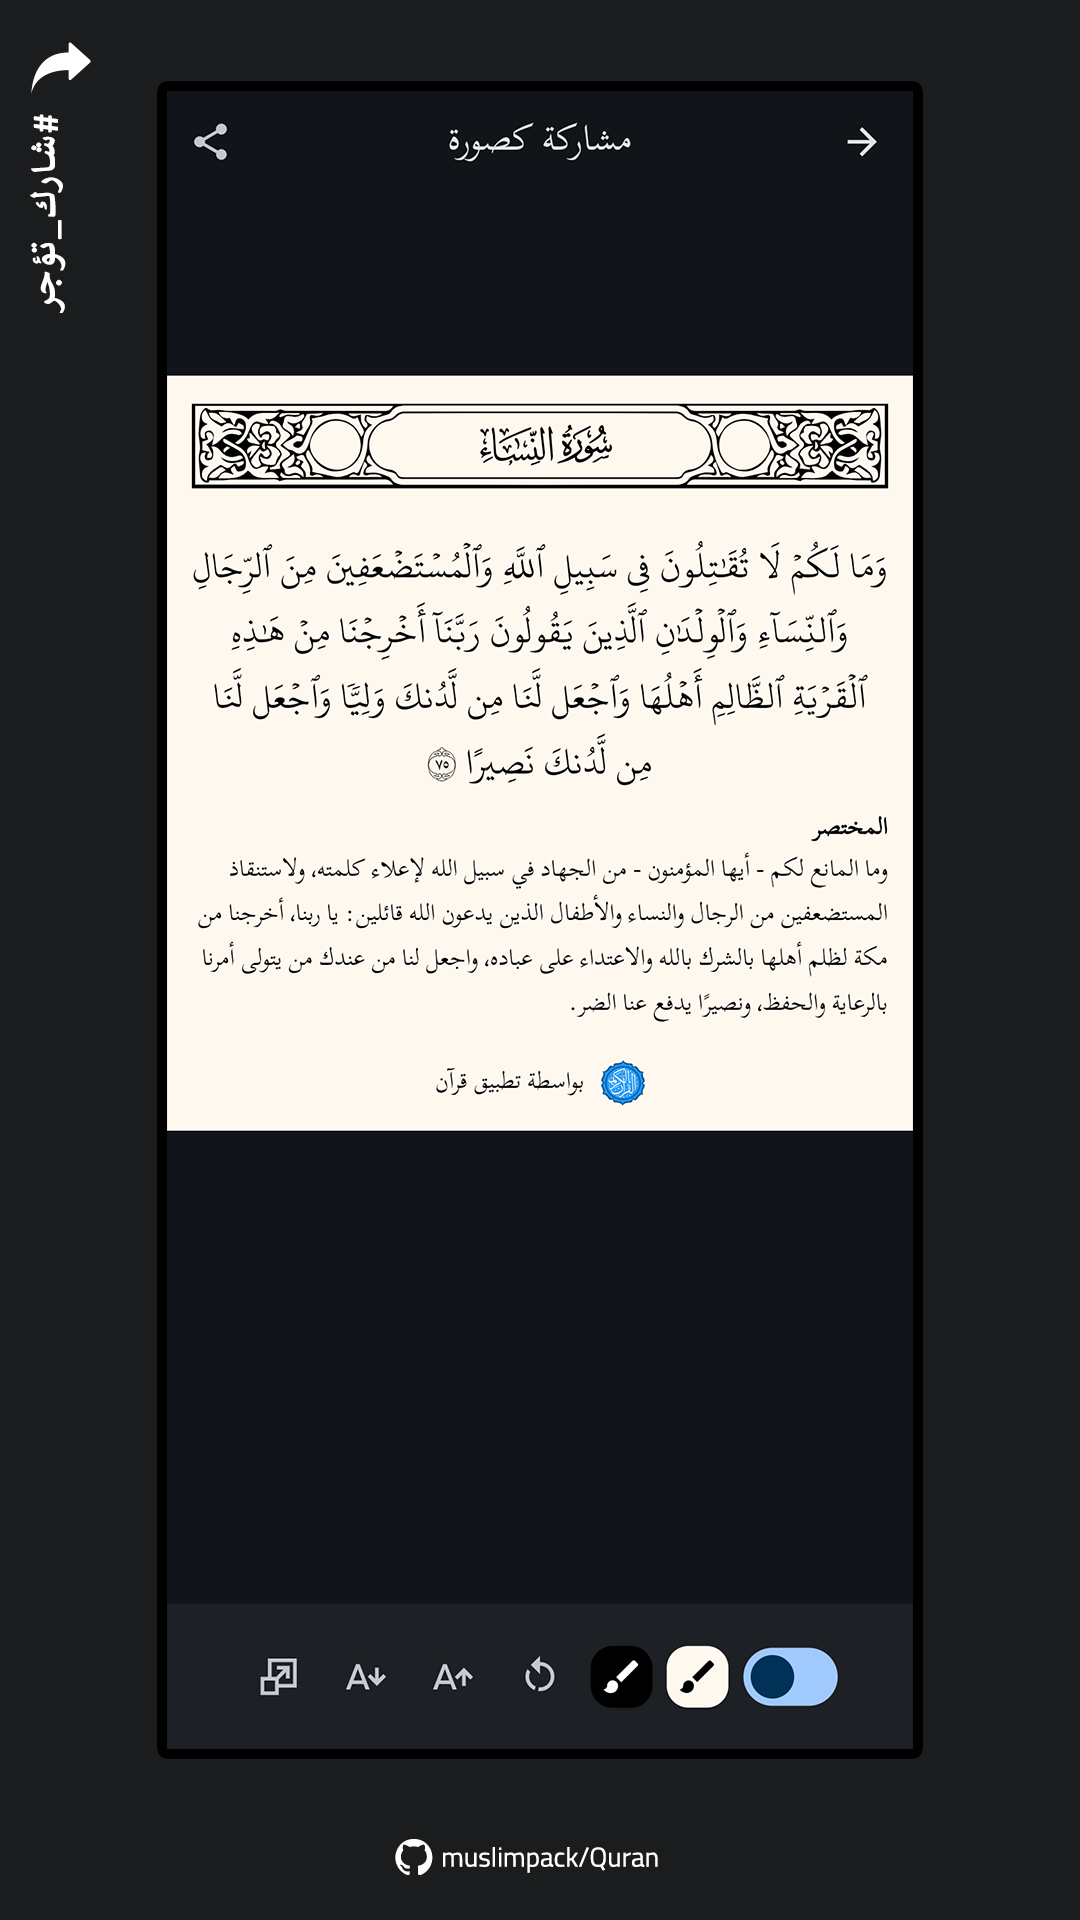 #شارك_تؤجر
مشاركة كصورة
سُورَةُ النِّسَاءِ
وَمَا لَكُمۡ لَا تُقَٰتِلُونَ فِي سَبِيلِ ٱللَّهِ وَٱلۡمُسۡتَضۡعَفِينَ مِنَ ٱلرِّجَالِ
وَٱلنِّسَآءِ وَٱلۡوِلۡدَٰنِ ٱلَّذِينَ يَقُولُونَ رَبَّنَآ أَخۡرِجۡنَا مِنۡ هَٰذِهِ
ٱلۡقَرۡيَةِ ٱلظَّالِمِ أَهۡلُهَا وَٱجۡعَل لَّنَا مِن لَّدُنكَ وَلِيّٗا وَٱجۡعَل لَّنَا
مِن لَّدُنكَ نَصِيرًا ٧٥
المختصر
وما المانع لكم - أيها المؤمنون - من الجهاد في سبيل الله لإعلاء كلمته، ولاستنقاذ
المستضعفين من الرجال والنساء والأطفال الذين يدعون الله قائلين: يا ربنا، أخرجنا من
مكة لظلم أهلها بالشرك بالله والاعتداء على عباده، واجعل لنا من عندك من يتولى أمرنا
بالرعاية والحفظ، ونصيرًا يدفع عنا الضر.
بواسطة تطبيق قرآن
A A
muslimpack/Quran